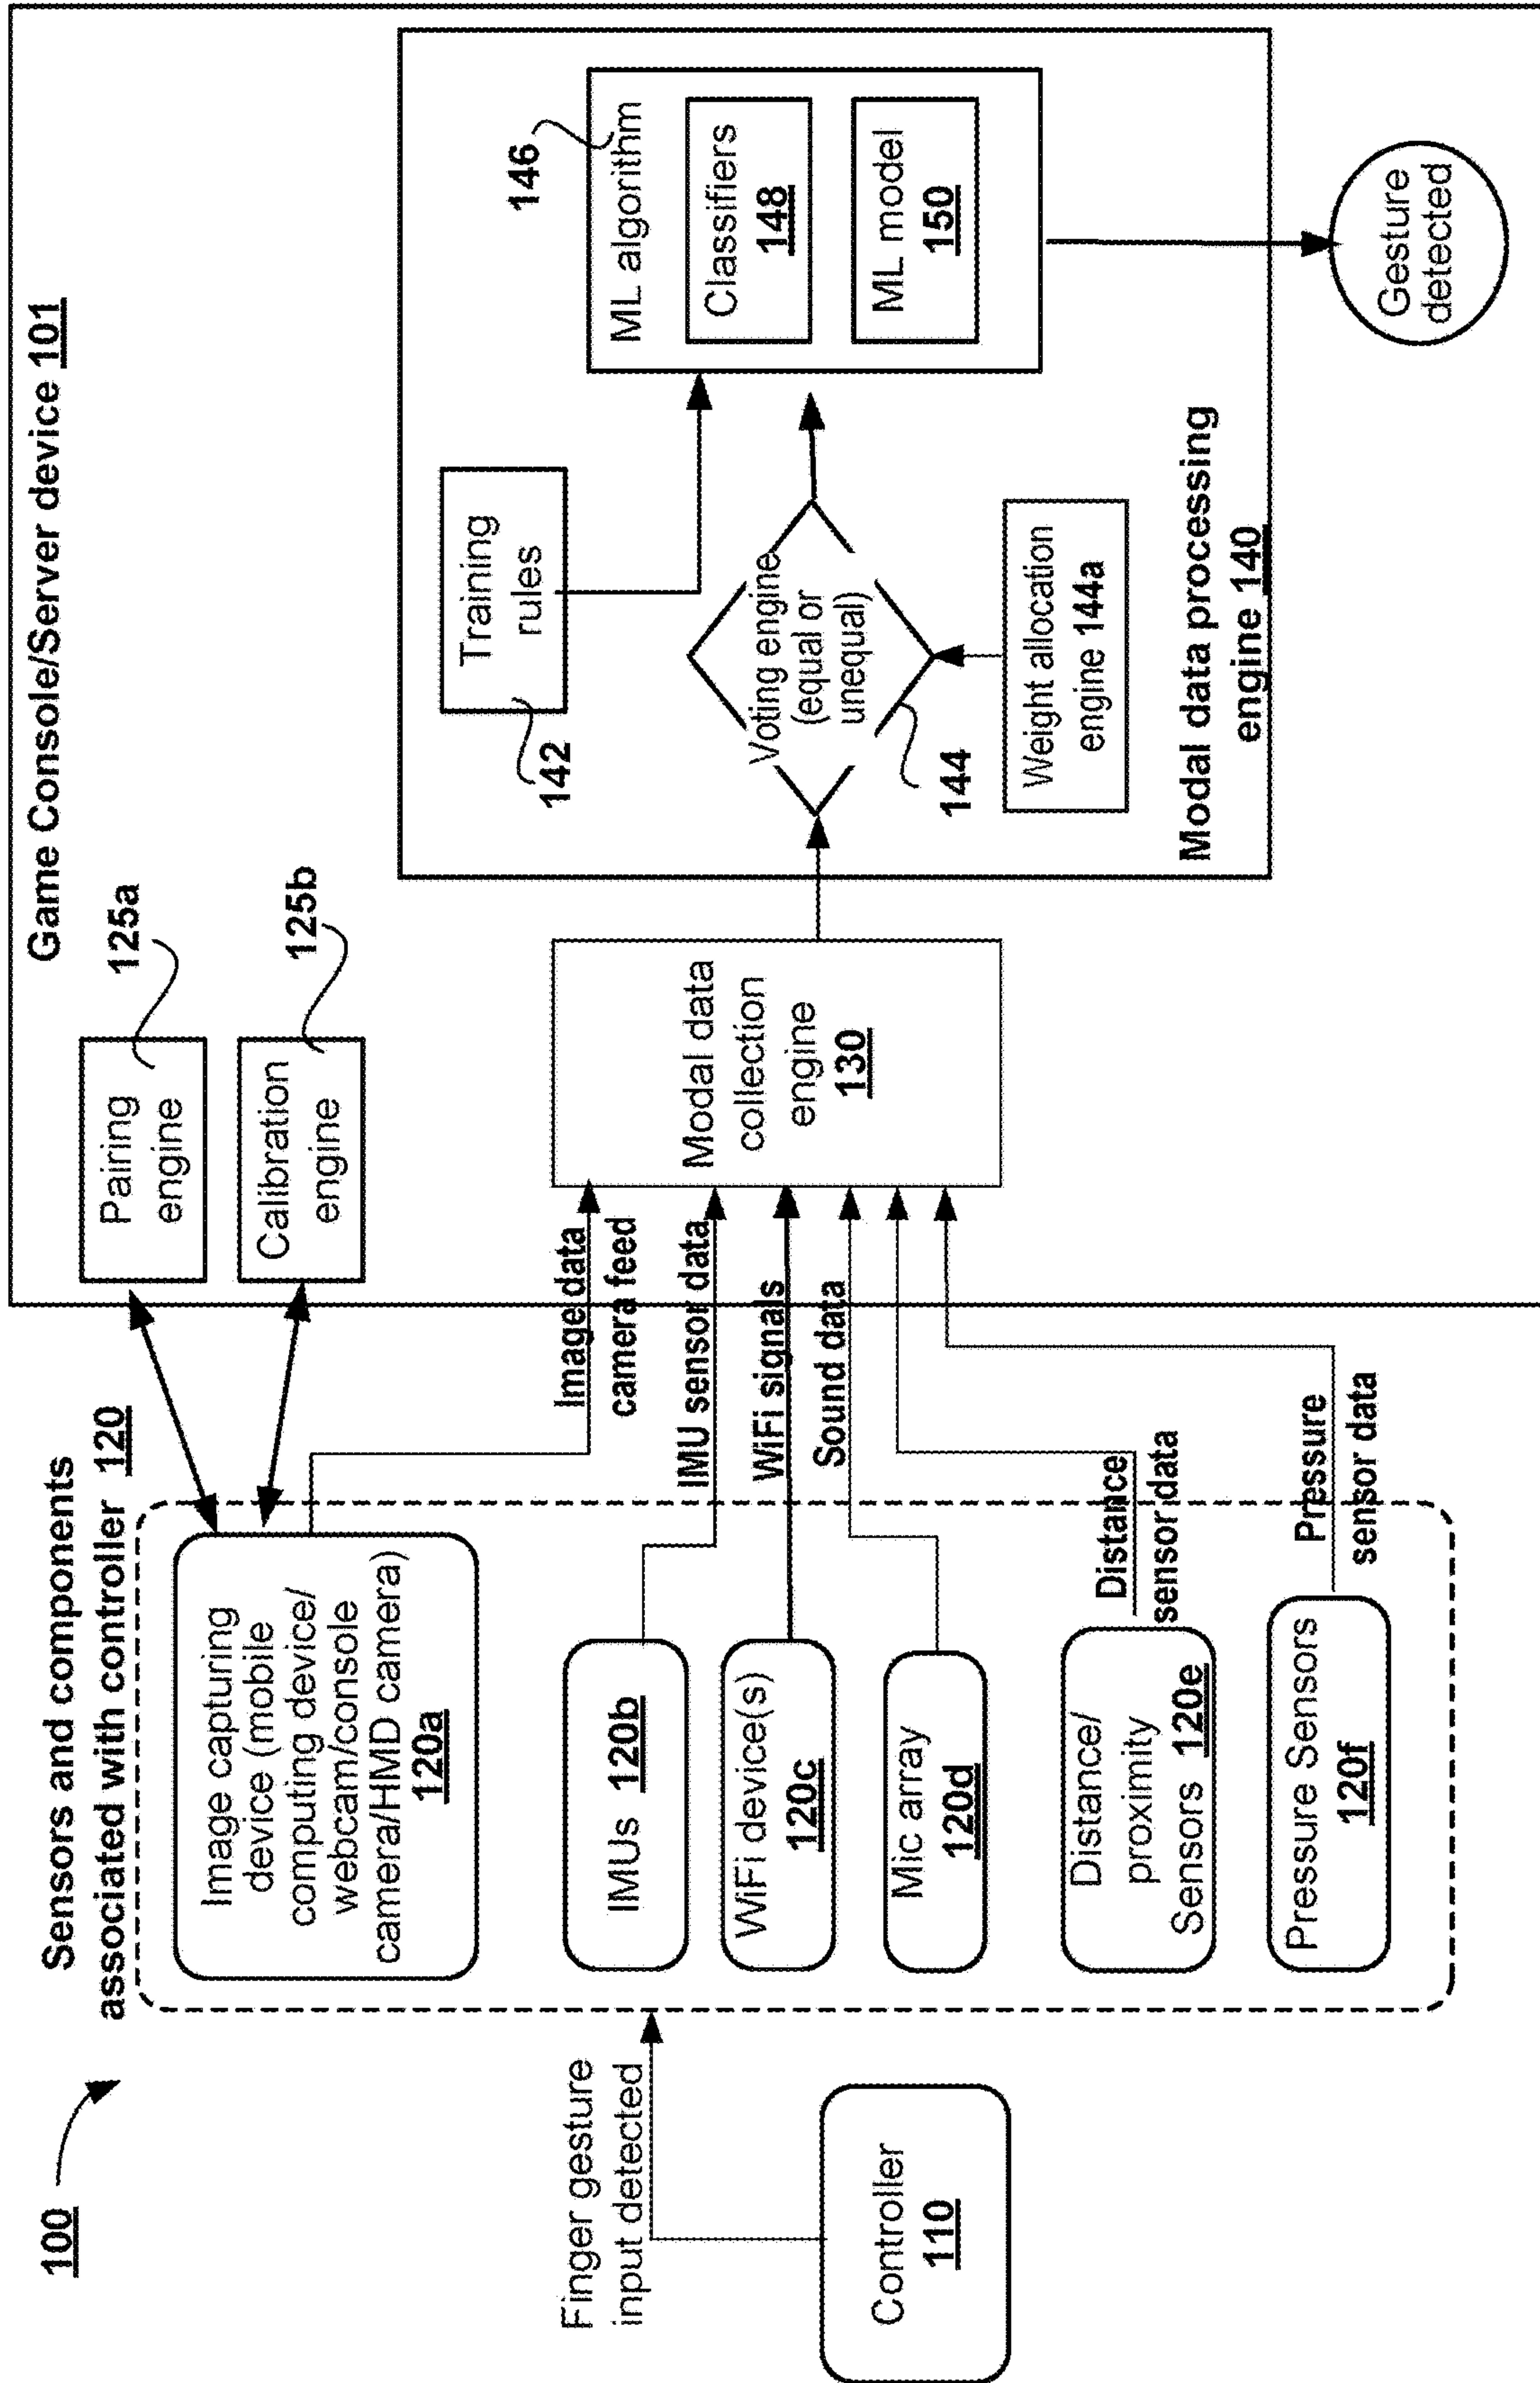 100
Controller
110
Finger gesture
input detected
Sensors and components
associated with controller 120
Image capturing
device (mobile
computing device/
webcam/console
camera/HMD camera)
120a
IMUs 120b
WiFi device(s)
120c
Mic array
120d
Distance/
proximity
Sensors 120e
Pressure Sensors
120f
Image data
camera feed
IMU sensor data
WiFi signals
Sound data
Distance
sensor data
Pressure
sensor data
Game Console/Server device 101
Pairing
engine
125a
Calibration
engine
125b
Modal data
collection
engine
130
Training
rules
142
Voting engine
(equal or
unequal)
144
Weight allocation
engine 144a
Modal data processing
engine 140
146
ML algorithm
Classifiers
148
ML model
150
Gesture
detected